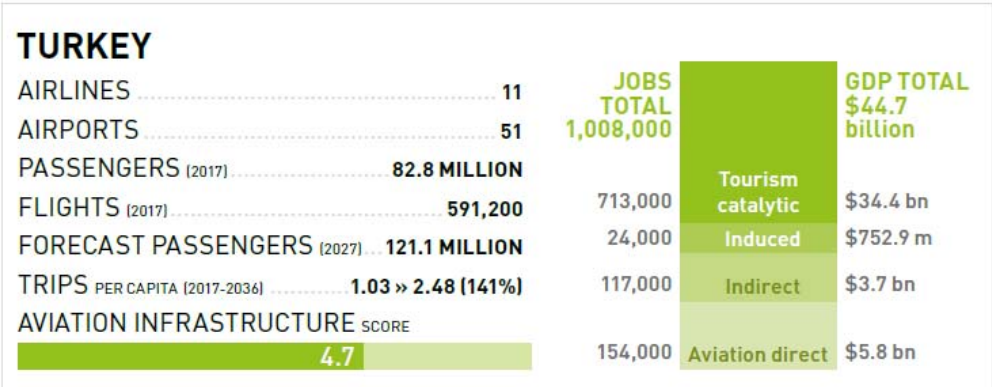 TURKEY
AIRLINES 11
AIRPORTS 51
PASSENGERS (2017) 82.8 MILLION
FLIGHTS (2017) 591,200
FORECAST PASSENGERS (2027) 121.1 MILLION
TRIPS PER CAPITA (2017-2036) 1.03 » 2.48 (141%)
AVIATION INFRASTRUCTURE SCORE
4.7
JOBS
TOTAL
1,008,000
GDP TOTAL
$44.7
billion
713,000 Tourism catalytic $34.4 bn
24,000 Induced $752.9 m
117,000 Indirect $3.7 bn
154,000 Aviation direct $5.8 bn